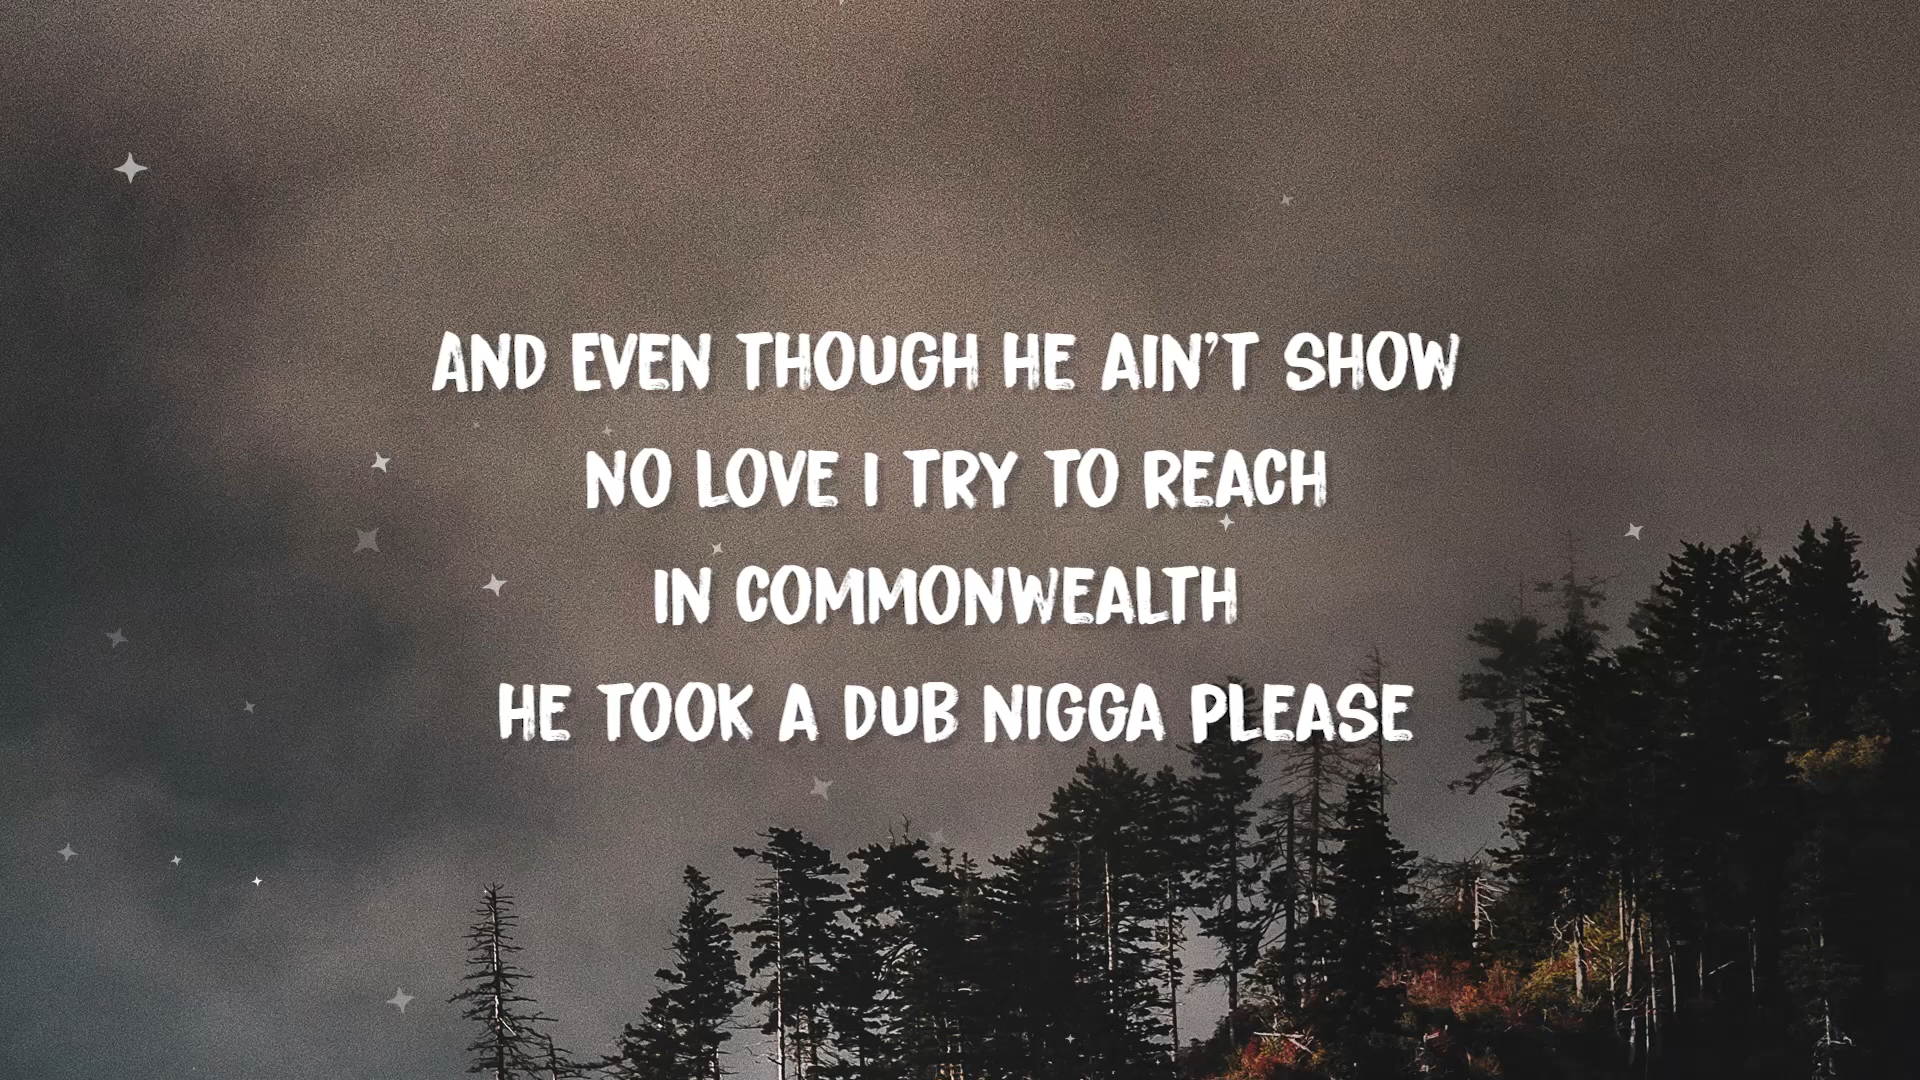 AND EVEN THOUGH HE AIN'T SHOW
NO LOVE I TRY TO REACH
IN COMMONWEALTH
HE TOOK A DUB NIGGA PLEASE